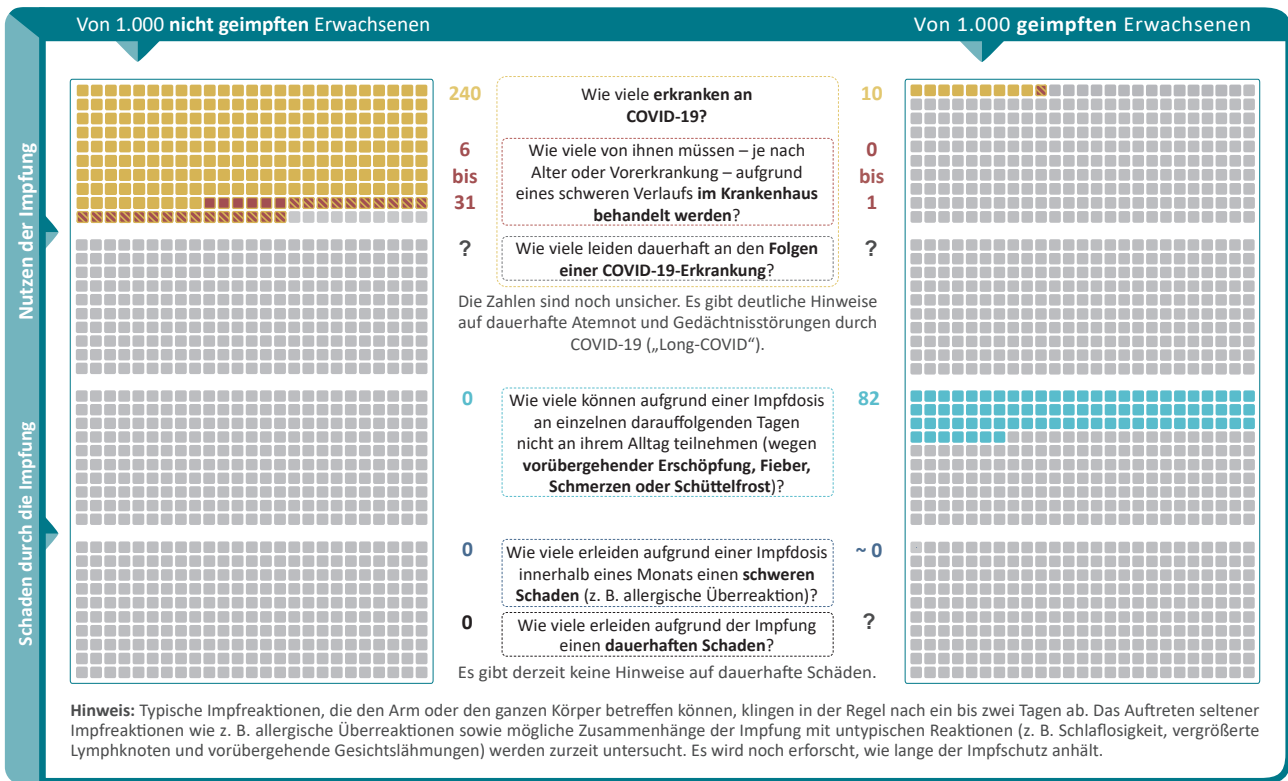 Von 1.000 nicht geimpften Erwachsenen
Von 1.000 geimpften Erwachsenen
Nutzen der Impfung
240
Wie viele erkranken an
COVID-19?
10
6
bis
31
Wie viele von ihnen müssen – je nach
Alter oder Vorerkrankung – aufgrund
eines schweren Verlaufs im Krankenhaus
behandelt werden?
0
bis
1
?
Wie viele leiden dauerhaft an den Folgen
einer COVID-19-Erkrankung?
?
Die Zahlen sind noch unsicher. Es gibt deutliche Hinweise
auf dauerhafte Atemnot und Gedächtnisstörungen durch
COVID-19 („Long-COVID“).
Schaden durch die Impfung
0
Wie viele können aufgrund einer Impfdosis
an einzelnen darauffolgenden Tagen
nicht an ihrem Alltag teilnehmen (wegen
vorübergehender Erschöpfung, Fieber,
Schmerzen oder Schüttelfrost)?
82
0
Wie viele erleiden aufgrund einer Impfdosis
innerhalb eines Monats einen schweren
Schaden (z. B. allergische Überreaktion)?
~ 0
0
Wie viele erleiden aufgrund der Impfung
einen dauerhaften Schaden?
?
Es gibt derzeit keine Hinweise auf dauerhafte Schäden.
Hinweis: Typische Impfreaktionen, die den Arm oder den ganzen Körper betreffen können, klingen in der Regel nach ein bis zwei Tagen ab. Das Auftreten seltener
Impfreaktionen wie z. B. allergische Überreaktionen sowie mögliche Zusammenhänge der Impfung mit untypischen Reaktionen (z. B. Schlaflosigkeit, vergrößerte
Lymphknoten und vorübergehende Gesichtslähmungen) werden zurzeit untersucht. Es wird noch erforscht, wie lange der Impfschutz anhält.